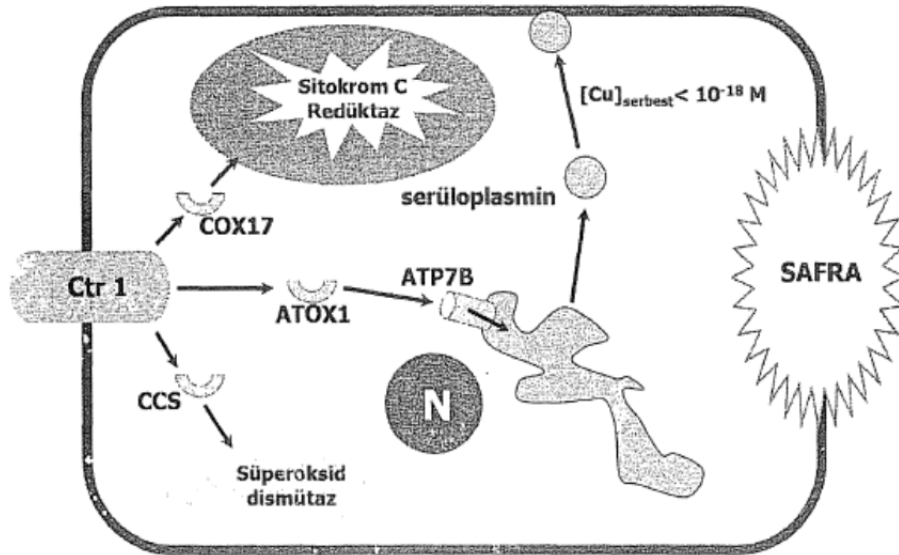 Sitokrom C
Redüktaz
[Cu]serbest< 10⁻¹⁸ M
serüloplasmin
COX17
Ctr 1
ATP7B
SAFRA
ATOX1
CCS
N
Süperoksid
dismütaz